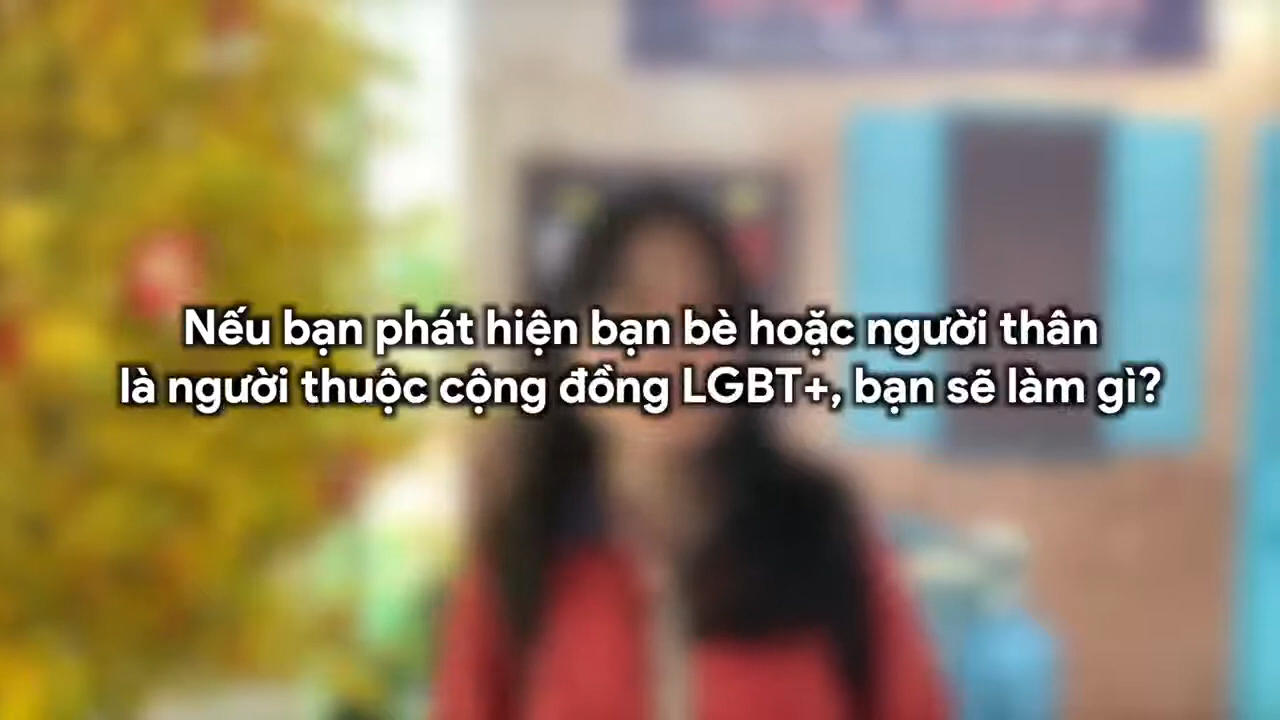 Nếu bạn phát hiện bạn bè hoặc người thân
là người thuộc cộng đồng LGBT+, bạn sẽ làm gì?